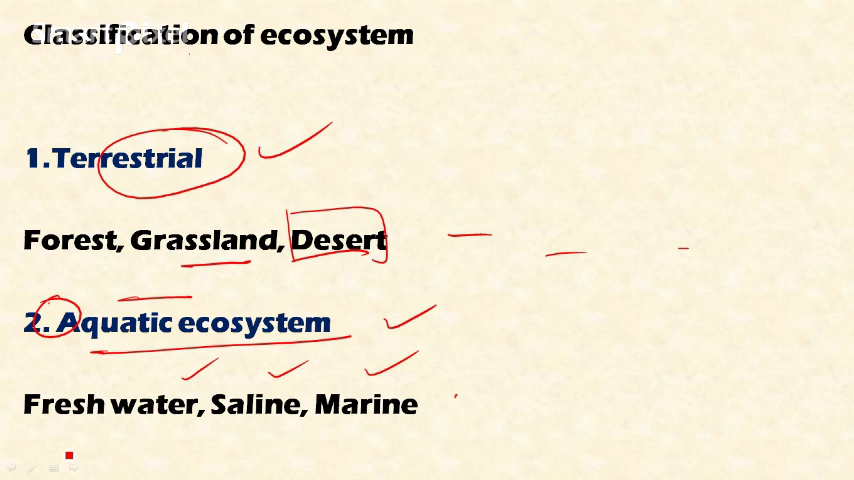 Classification of ecosystem
1.Terrestrial
Forest, Grassland, Desert
2. Aquatic ecosystem
Fresh water, Saline, Marine